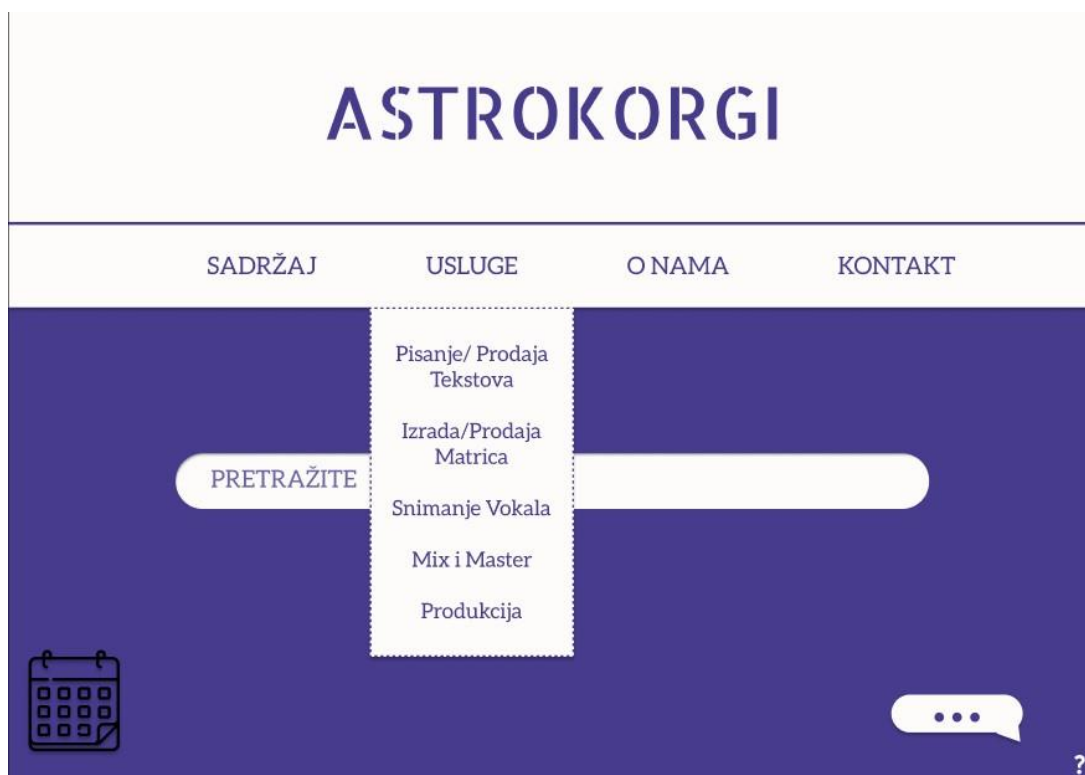 ASTROKORGI
SADRŽAJ USLUGE O NAMA KONTAKT
Pisanje/ Prodaja
Tekstova
Izrada/Prodaja
Matrica
PRETRAŽITE
Snimanje Vokala
Mix i Master
Produkcija
?